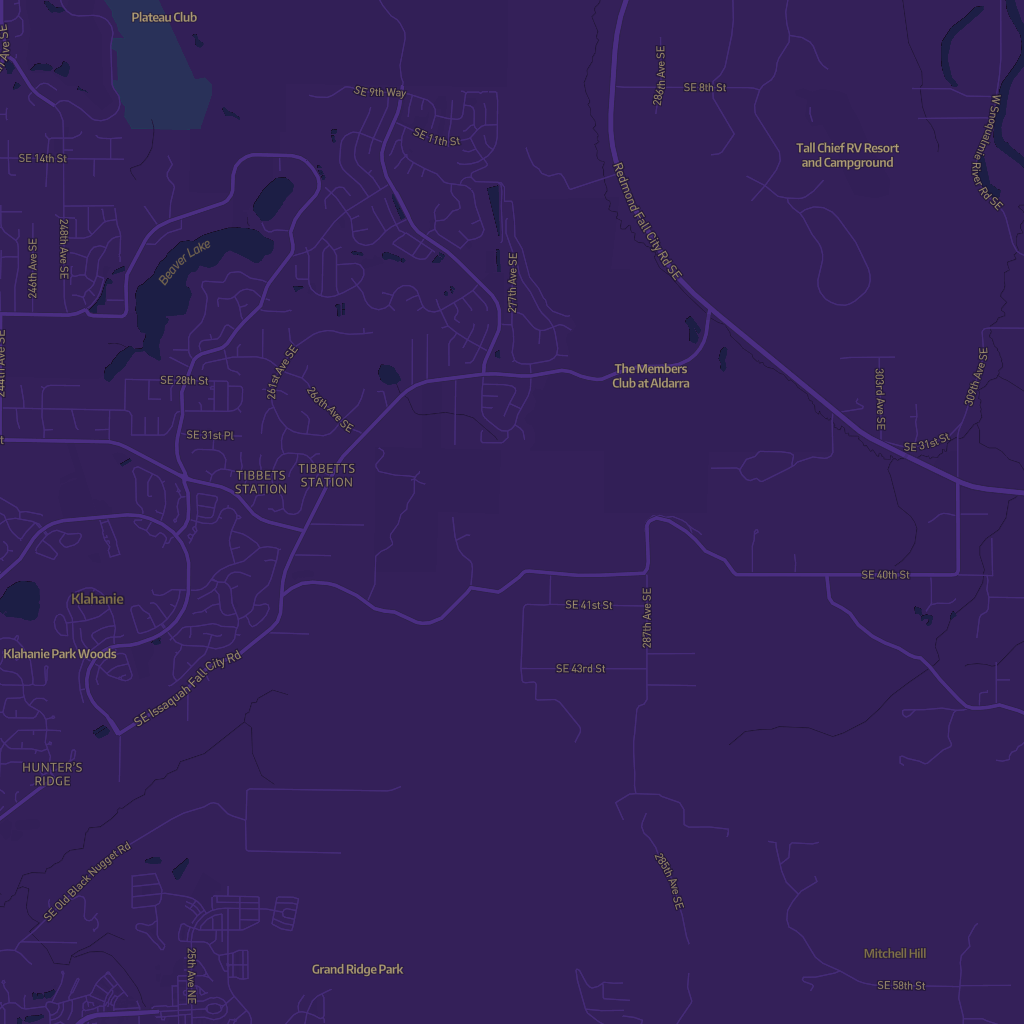 Plateau Club
SE 9th Way
286th Ave SE
SE 8th St
W Snoqualmie River Rd SE
SE 11th St
Tall Chief RV Resort
and Campground
SE 14th St
Redmond Fall City Rd SE
248th Ave SE
246th Ave SE
Beaver Lake
277th Ave SE
244th Ave SE
The Members
Club at Aldarra
SE 28th St
261st Ave SE
266th Ave SE
303rd Ave SE
309th Ave SE
SE 31st Pl
SE 31st St
TIBBETS
STATION
TIBBETTS
STATION
SE 40th St
Klahanie
SE 41st St
287th Ave SE
Klahanie Park Woods
SE 43rd St
SE Issaquah Fall City Rd
HUNTER'S
RIDGE
SE Old Black Nugget Rd
285th Ave SE
25th Ave NE
Grand Ridge Park
Mitchell Hill
SE 58th St